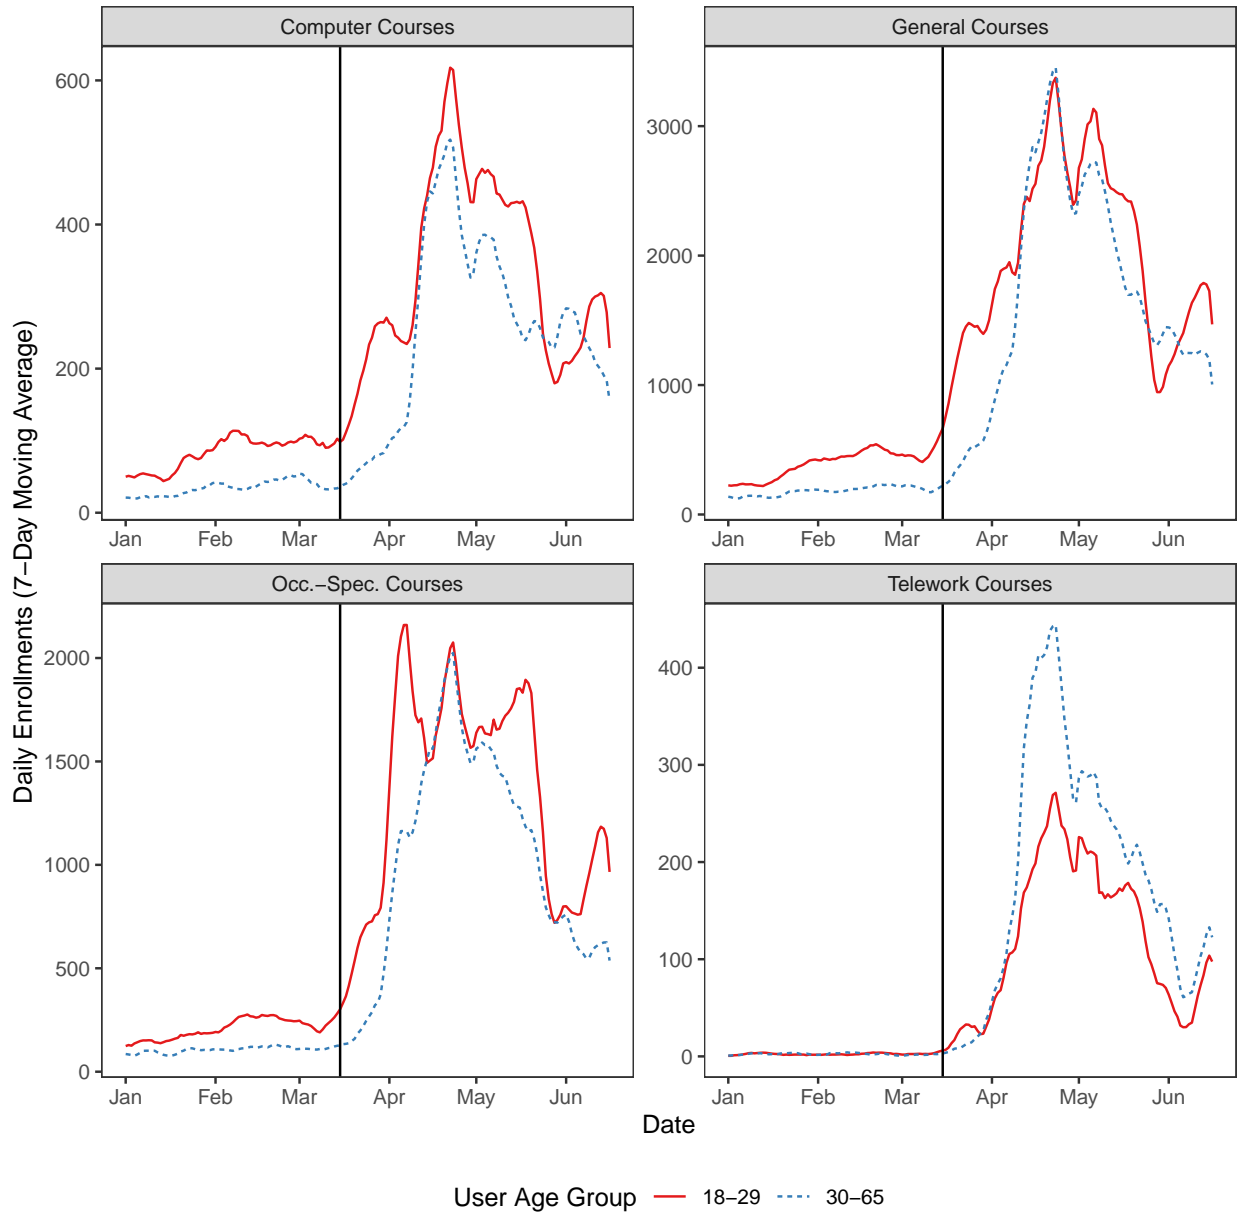 Computer Courses
General Courses
600
400
200
0
3000
2000
1000
0
Jan Feb Mar Apr May Jun
Jan Feb Mar Apr May Jun
Occ.−Spec. Courses
Telework Courses
2000
1500
1000
500
0
400
300
200
100
0
Jan Feb Mar Apr May Jun
Jan Feb Mar Apr May Jun
Daily Enrollments (7−Day Moving Average)
Date
User Age Group 18−29 30−65